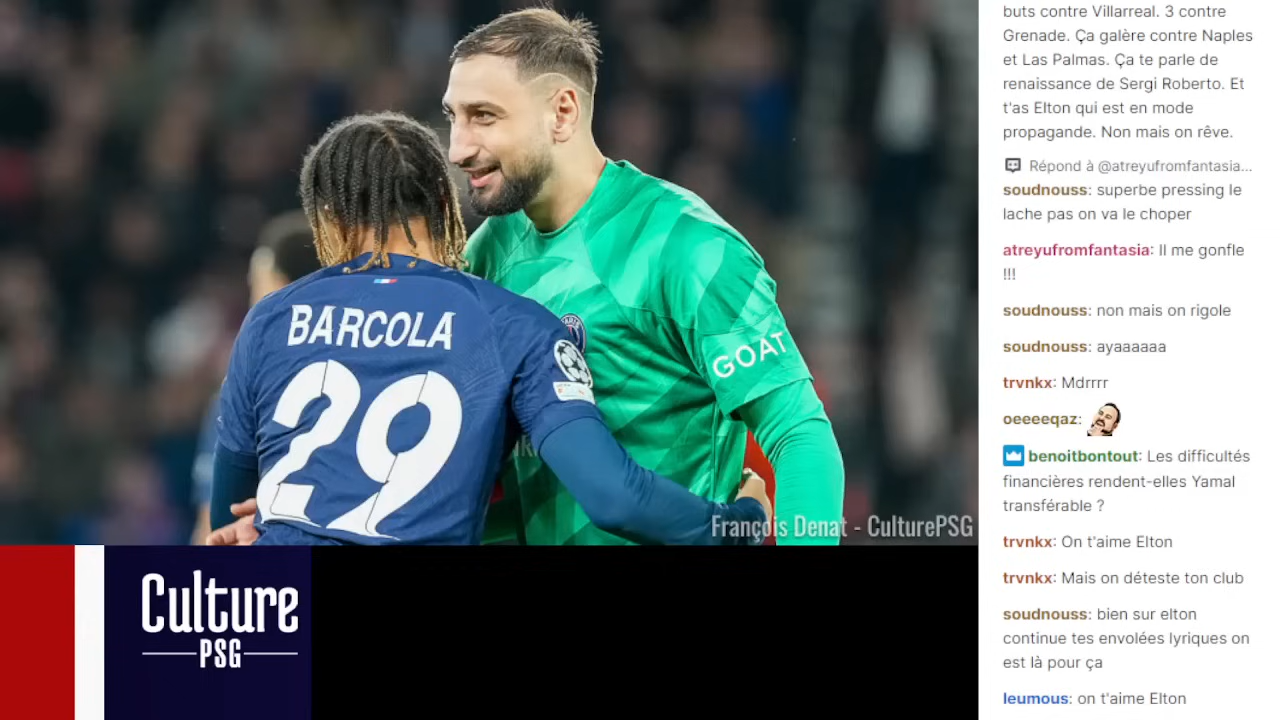 BARCOLA
29
GOAT
François Denat - CulturePSG
Culture
PSG
buts contre Villarreal. 3 contre
Grenade. Ça galère contre Naples
et Las Palmas. Ça te parle de
renaissance de Sergi Roberto. Et
t'as Elton qui est en mode
propagande. Non mais on rêve.
Répond à @atreyufromfantasia...
soudnouss: superbe pressing le
lache pas on va le choper
atreyufromfantasia: Il me gonfle
!!!
soudnouss: non mais on rigole
soudnouss: ayaaaaaa
trvnkx: Mdrrrr
oeeeeqaz:
benoitbontout: Les difficultés
financières rendent-elles Yamal
transférable ?
trvnkx: On t'aime Elton
trvnkx: Mais on déteste ton club
soudnouss: bien sur elton
continue tes envolées lyriques on
est là pour ça
leumous: on t'aime Elton